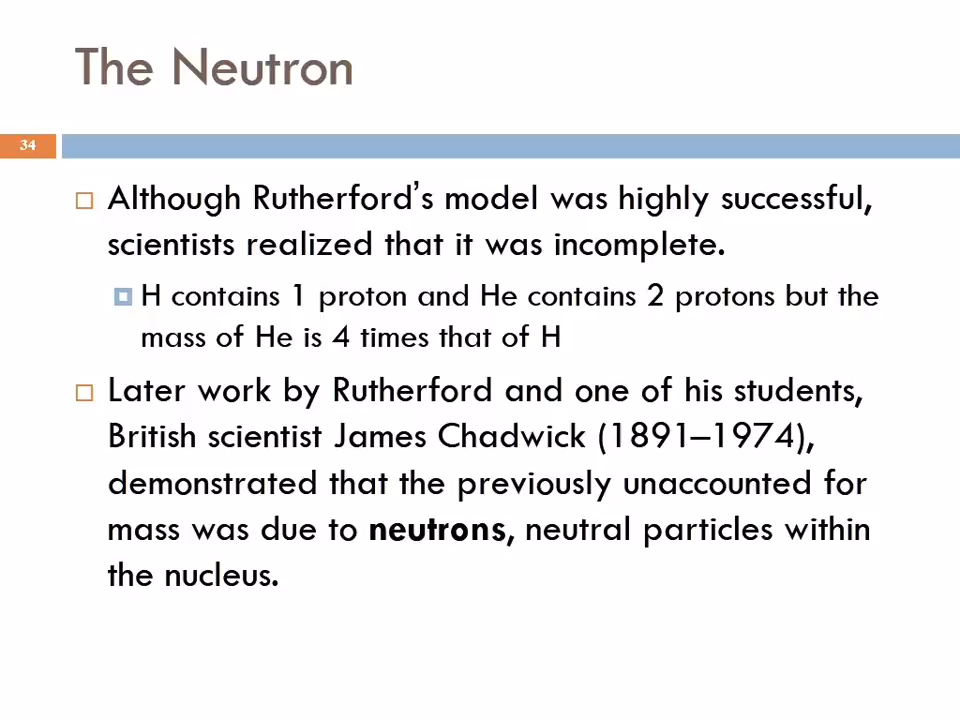 The Neutron
34
Although Rutherford’s model was highly successful,
scientists realized that it was incomplete.
H contains 1 proton and He contains 2 protons but the
mass of He is 4 times that of H
Later work by Rutherford and one of his students,
British scientist James Chadwick (1891–1974),
demonstrated that the previously unaccounted for
mass was due to neutrons, neutral particles within
the nucleus.